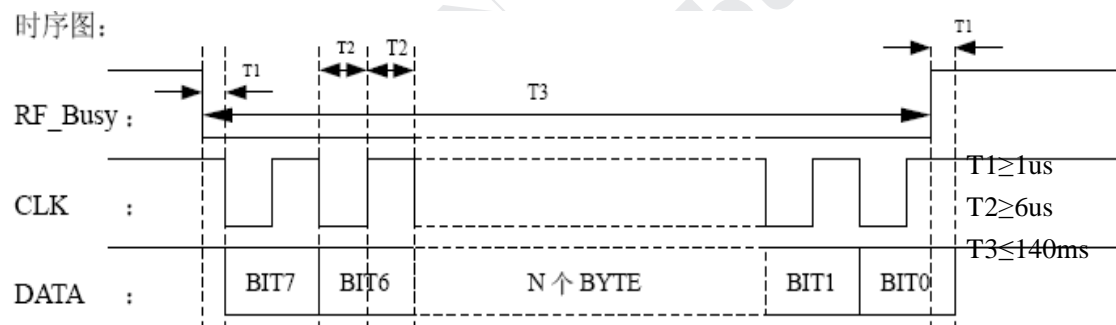 时序图：
T1
T2 T2
T1
T3
RF_Busy：
CLK ：
T1≥1us
T2≥6us
T3≤140ms
DATA ：
BIT7 BIT6 N 个 BYTE BIT1 BIT0